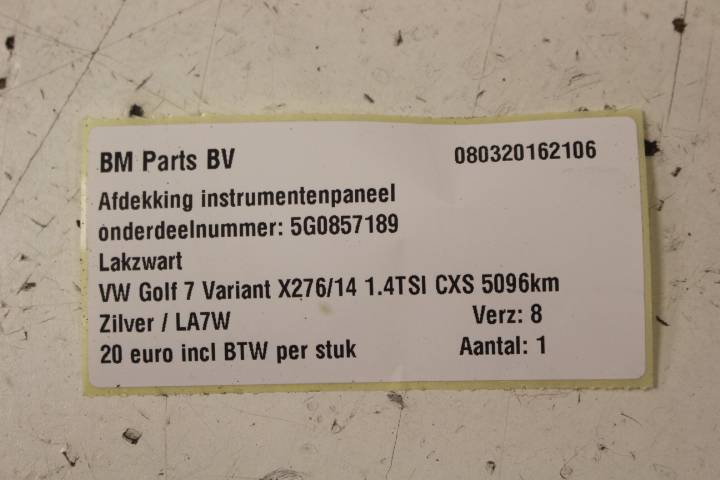 BM Parts BV 080320162106
Afdekking instrumentenpaneel
onderdeelnummer: 5G0857189
Lakzwart
VW Golf 7 Variant X276/14 1.4TSI CXS 5096km
Zilver / LA7W Verz: 8
20 euro incl BTW per stuk Aantal: 1